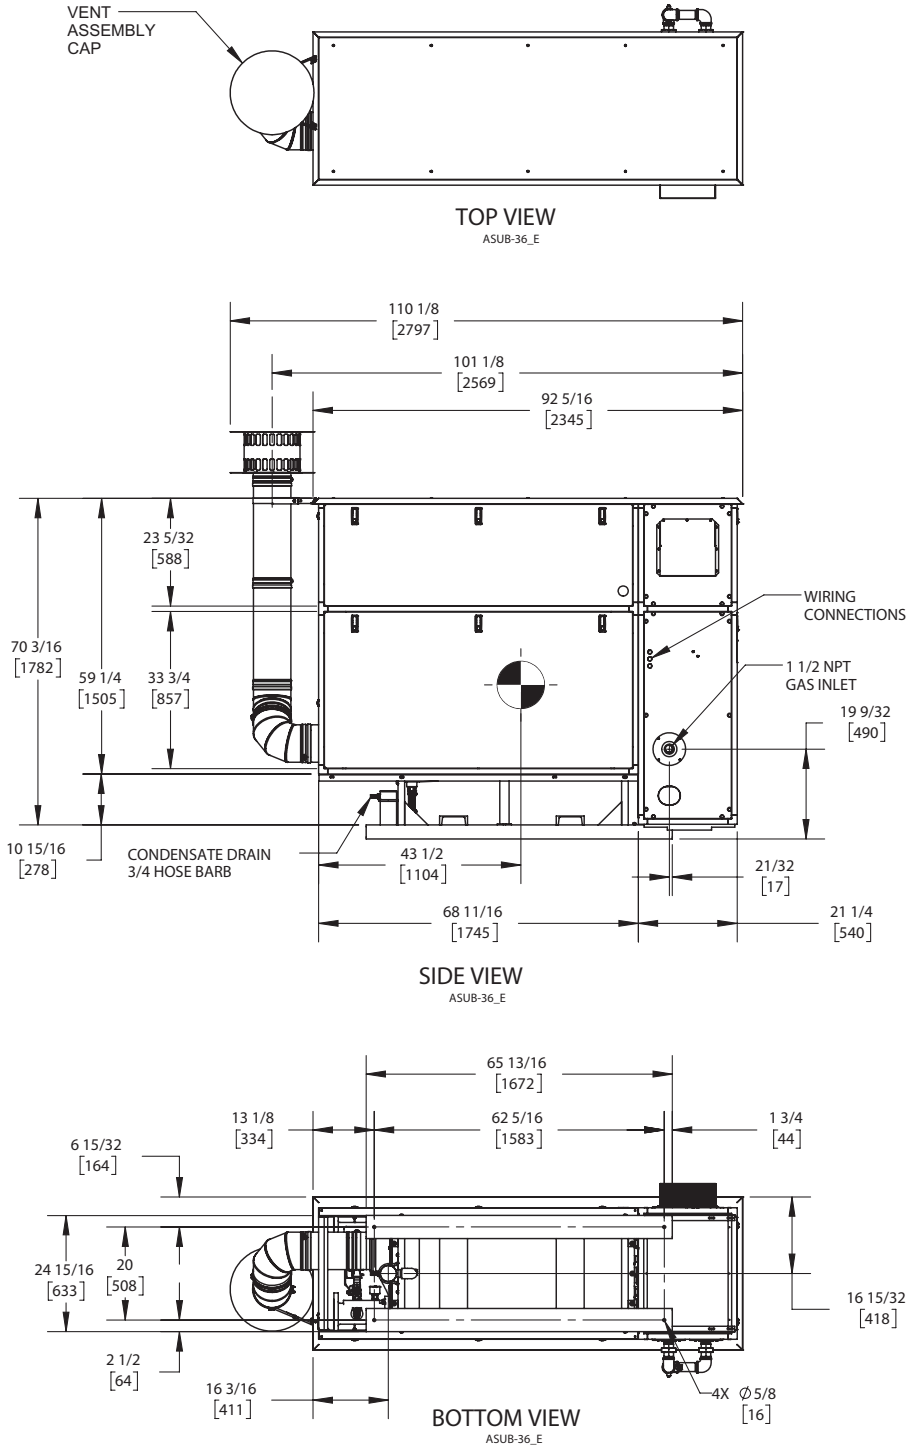 VENT
ASSEMBLY
CAP
TOP VIEW
ASUB-36_E
110 1/8
[2797]
101 1/8
[2569]
92 5/16
[2345]
23 5/32
[588]
WIRING
CONNECTIONS
70 3/16
[1782]
59 1/4
[1505]
33 3/4
[857]
1 1/2 NPT
GAS INLET
19 9/32
[490]
10 15/16
[278]
CONDENSATE DRAIN
3/4 HOSE BARB
43 1/2
[1104]
21/32
[17]
68 11/16
[1745]
21 1/4
[540]
SIDE VIEW
ASUB-36_E
65 13/16
[1672]
13 1/8
[334]
62 5/16
[1583]
1 3/4
[44]
6 15/32
[164]
24 15/16
[633]
20
[508]
16 15/32
[418]
2 1/2
[64]
16 3/16
[411]
4X Ø 5/8
[16]
BOTTOM VIEW
ASUB-36_E